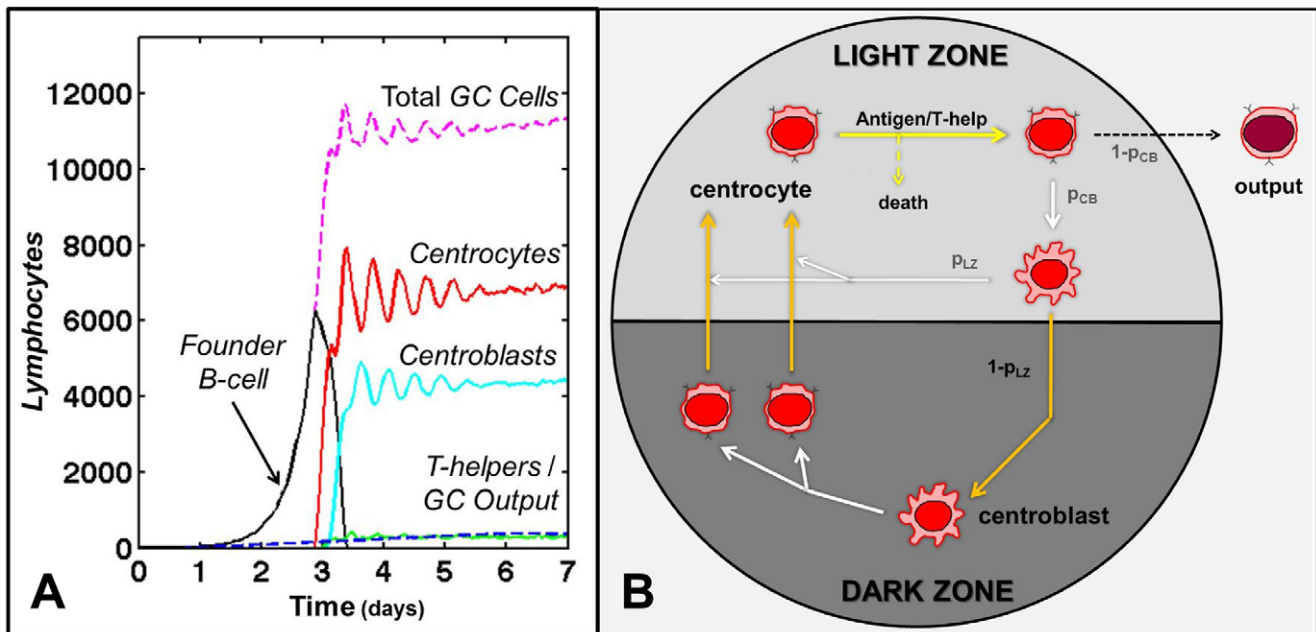 Lymphocytes
12000
10000
8000
6000
4000
2000
0
0 1 2 3 4 5 6 7
Time (days)
Total GC Cells
Centrocytes
Founder
B-cell
Centroblasts
T-helpers /
GC Output
A
LIGHT ZONE
Antigen/T-help
death
1-pCB
output
centrocyte
pCB
pLZ
1-pLZ
centroblast
DARK ZONE
B